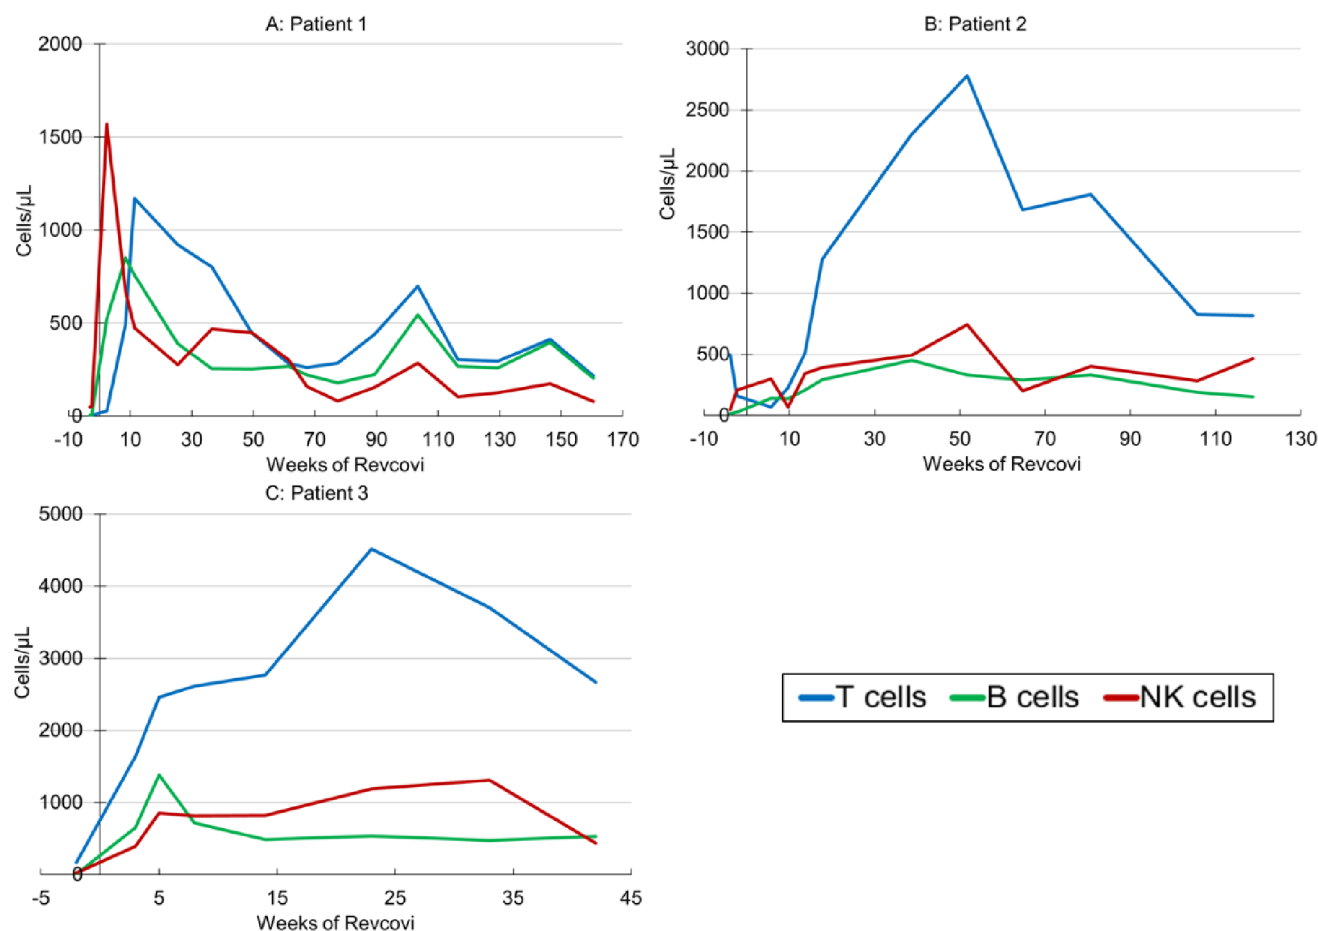 A: Patient 1
2000
1500
1000
500
0
Cells/µL
-10 10 30 50 70 90 110 130 150 170
Weeks of Revcovi
B: Patient 2
3000
2500
2000
1500
1000
500
0
Cells/µL
-10 10 30 50 70 90 110 130
Weeks of Revcovi
C: Patient 3
5000
4000
3000
2000
1000
0
Cells/µL
-5 5 15 25 35 45
Weeks of Revcovi
T cells B cells NK cells